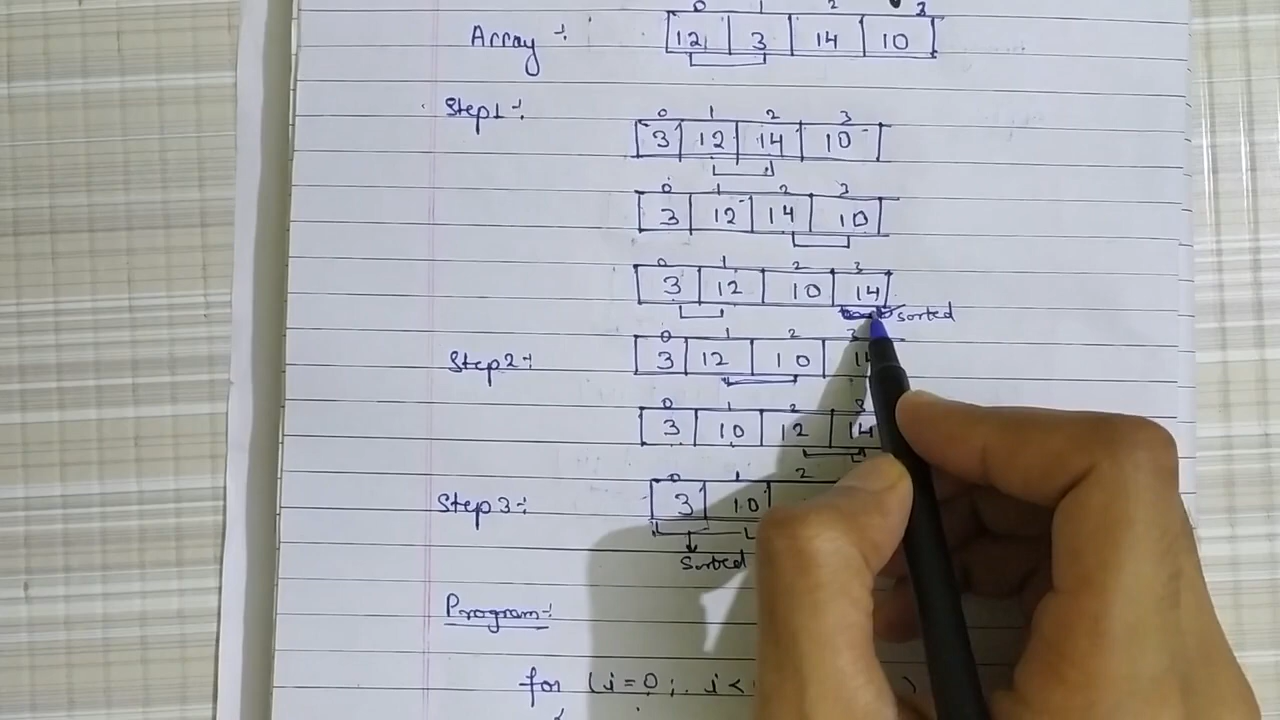 0 1 2 3
Array :- 12 3 14 10
Step1 :-
0 1 2 3
3 12 14 10
0 1 2 3
3 12 14 10
0 1 2 3
3 12 10 14
sorted
0 1 2 3
Step2 :- 3 12 10
0 1 2 3
3 10 12 14
0 1 2
Step3 :- 3 10
Sorted
Program :-
for (i=0; i< )
{